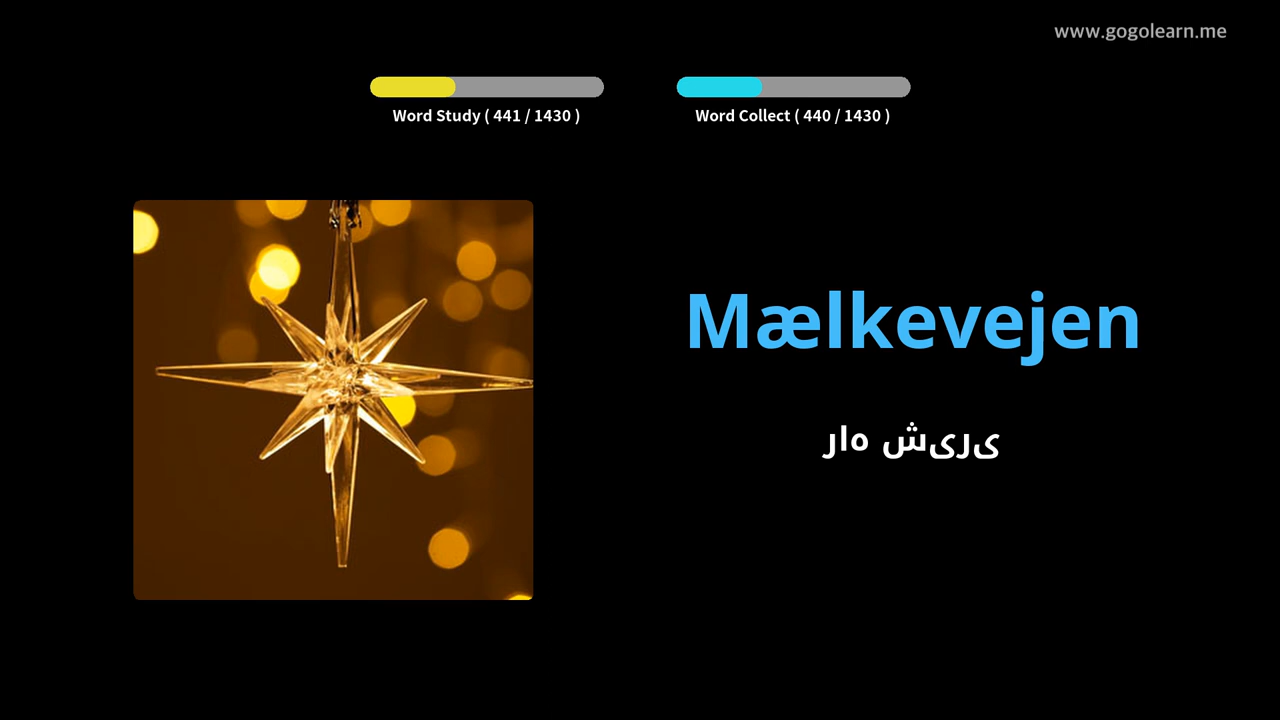 www.gogolearn.me
Word Study ( 441 / 1430 )
Word Collect ( 440 / 1430 )
Mælkevejen
راه شیری